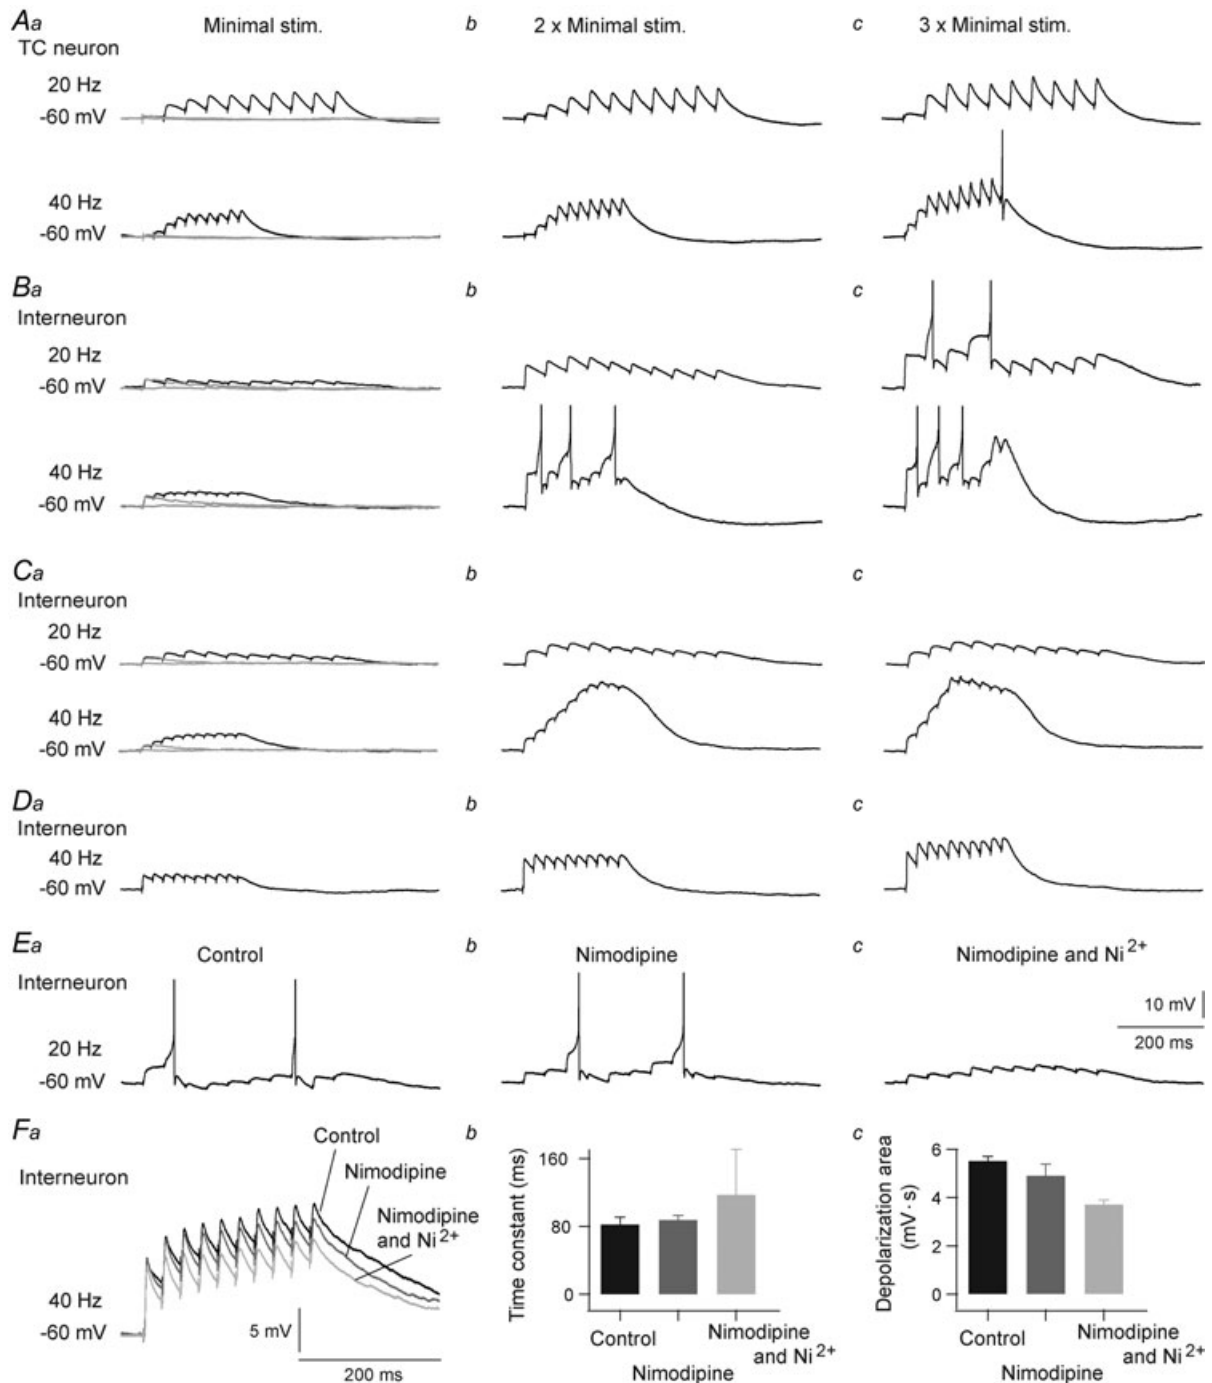 Aa Minimal stim. b 2 x Minimal stim. c 3 x Minimal stim.
TC neuron
20 Hz
-60 mV
40 Hz
-60 mV
Ba b c
Interneuron
20 Hz
-60 mV
40 Hz
-60 mV
Ca b c
Interneuron
20 Hz
-60 mV
40 Hz
-60 mV
Da b c
Interneuron
40 Hz
-60 mV
Ea Control b Nimodipine c Nimodipine and Ni2+
Interneuron
10 mV
200 ms
20 Hz
-60 mV
Fa
Interneuron
Control
Nimodipine
Nimodipine
and Ni2+
40 Hz
-60 mV
5 mV
200 ms
b
Time constant (ms)
160
80
0
Control
Nimodipine
Nimodipine
and Ni2+
c
Depolarization area
(mV · s)
6
4
2
0
Control
Nimodipine
Nimodipine
and Ni2+